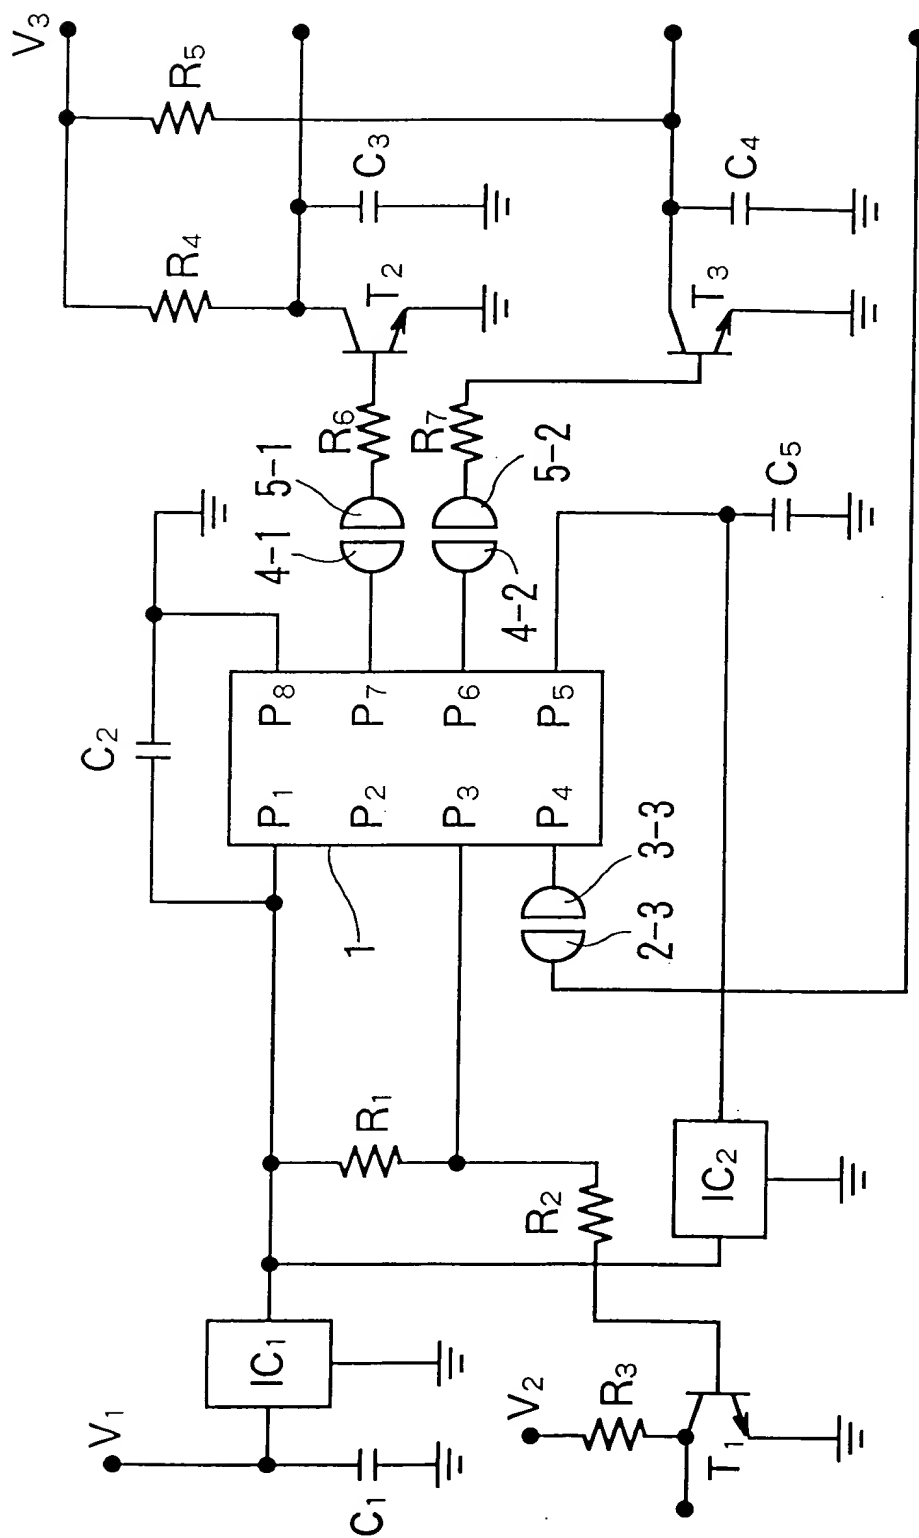 V3
R5
R4
C3
T2
C4
T3
R6
R7
5-1
5-2
4-1
4-2
C5
C2
P8
P7
P6
P5
P1
P2
P3
P4
1
3-3
2-3
R1
R2
IC2
IC1
V1
C1
V2
R3
T1